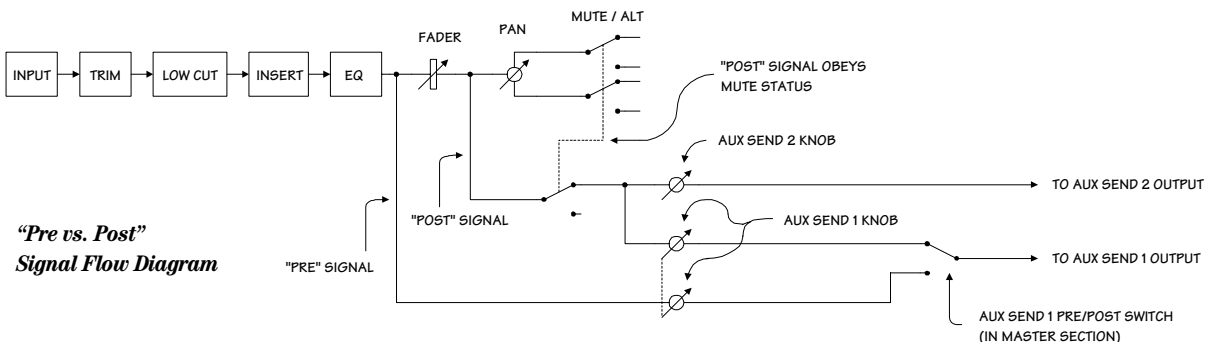 MUTE / ALT
PAN
FADER
INPUT
TRIM
LOW CUT
INSERT
EQ
"POST" SIGNAL OBEYS
MUTE STATUS
AUX SEND 2 KNOB
TO AUX SEND 2 OUTPUT
"POST" SIGNAL
AUX SEND 1 KNOB
“Pre vs. Post”
Signal Flow Diagram
"PRE" SIGNAL
TO AUX SEND 1 OUTPUT
AUX SEND 1 PRE/POST SWITCH
(IN MASTER SECTION)